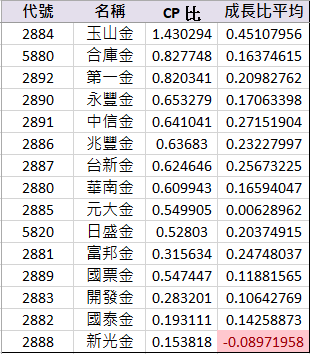 代號 名稱 CP 比 成長比平均
2884 玉山金 1.430294 0.45107956
5880 合庫金 0.827748 0.16374615
2892 第一金 0.820341 0.20982762
2890 永豐金 0.653279 0.17063398
2891 中信金 0.641041 0.27151904
2886 兆豐金 0.63683 0.23227997
2887 台新金 0.624646 0.25673225
2880 華南金 0.609943 0.16594047
2885 元大金 0.549905 0.00628962
5820 日盛金 0.52803 0.20374915
2881 富邦金 0.315634 0.24748037
2889 國票金 0.547447 0.11881565
2883 開發金 0.283201 0.10642769
2882 國泰金 0.193111 0.14258873
2888 新光金 0.153818 -0.08971958